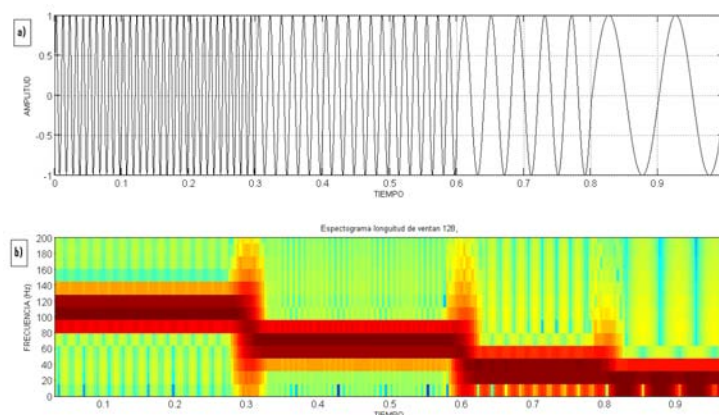 a)
AMPLITUD
1
0.5
0
-0.5
-1
0 0.1 0.2 0.3 0.4 0.5 0.6 0.7 0.8 0.9
TIEMPO
Espectograma longuitud de ventan 128,
b)
FRECUENCIA (Hz)
200
180
160
140
120
100
80
60
40
20
0
0.1 0.2 0.3 0.4 0.5 0.6 0.7 0.8 0.9
TIEMPO